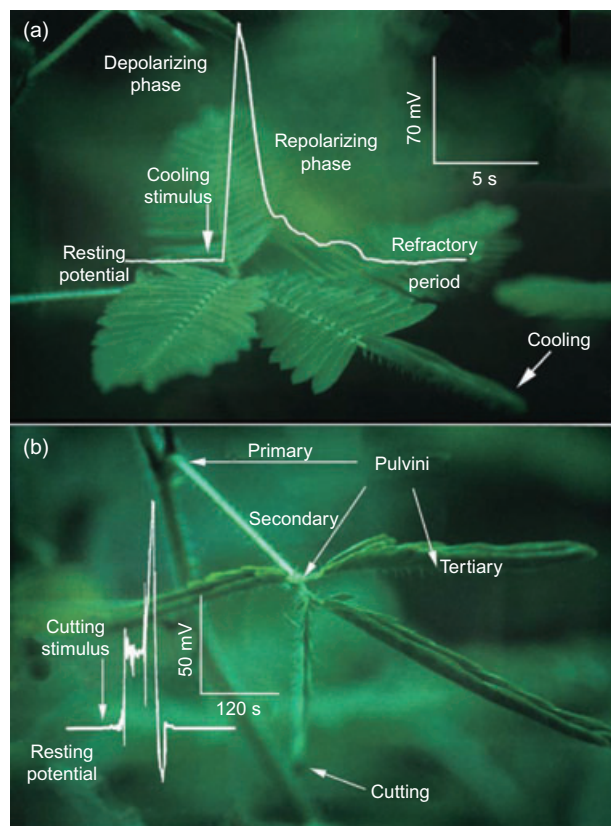 (a)
Depolarizing
phase
Repolarizing
phase
70 mV
5 s
Cooling
stimulus
Resting
potential
Refractory
period
Cooling
(b)
Primary
Pulvini
Secondary
Tertiary
Cutting
stimulus
50 mV
120 s
Resting
potential
Cutting